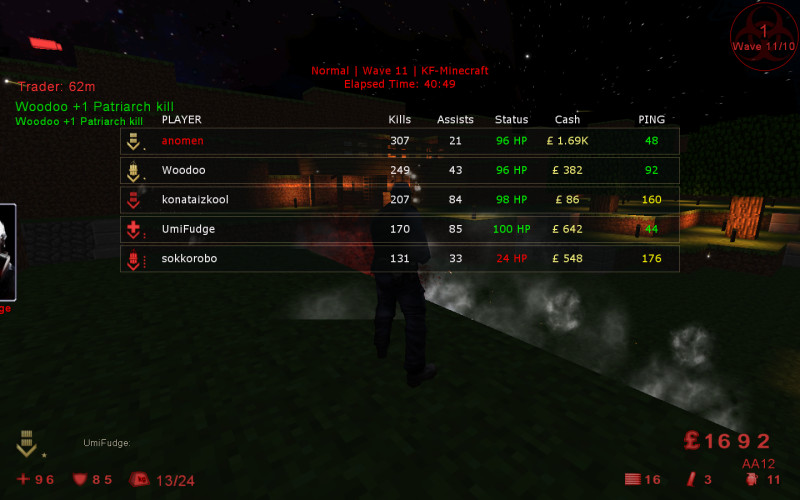 1
Wave 11/10
Normal | Wave 11 | KF-Minecraft
Elapsed Time: 40:49
Trader: 62m
Woodoo +1 Patriarch kill
Woodoo +1 Patriarch kill
PLAYER Kills Assists Status Cash PING
anomen 307 21 96 HP £ 1.69K 48
Woodoo 249 43 96 HP £ 382 92
konataizkool 207 84 98 HP £ 86 160
UmiFudge 170 85 100 HP £ 642 44
sokkorobo 131 33 24 HP £ 548 176
ge
UmiFudge:
£1692
AA12
96 85 13/24 16 3 11